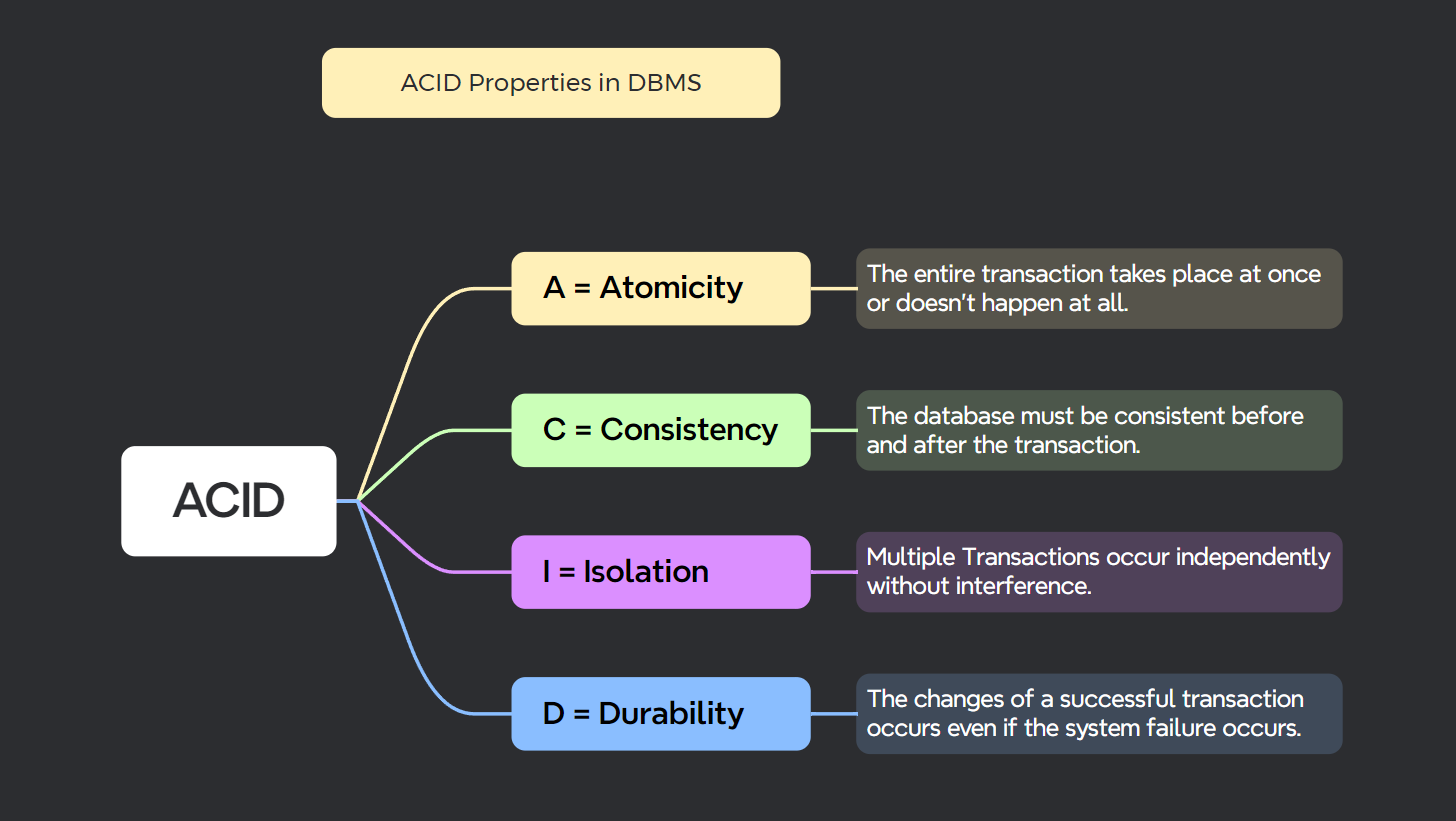 ACID Properties in DBMS
ACID
A = Atomicity
The entire transaction takes place at once
or doesn't happen at all.
C = Consistency
The database must be consistent before
and after the transaction.
I = Isolation
Multiple Transactions occur independently
without interference.
D = Durability
The changes of a successful transaction
occurs even if the system failure occurs.